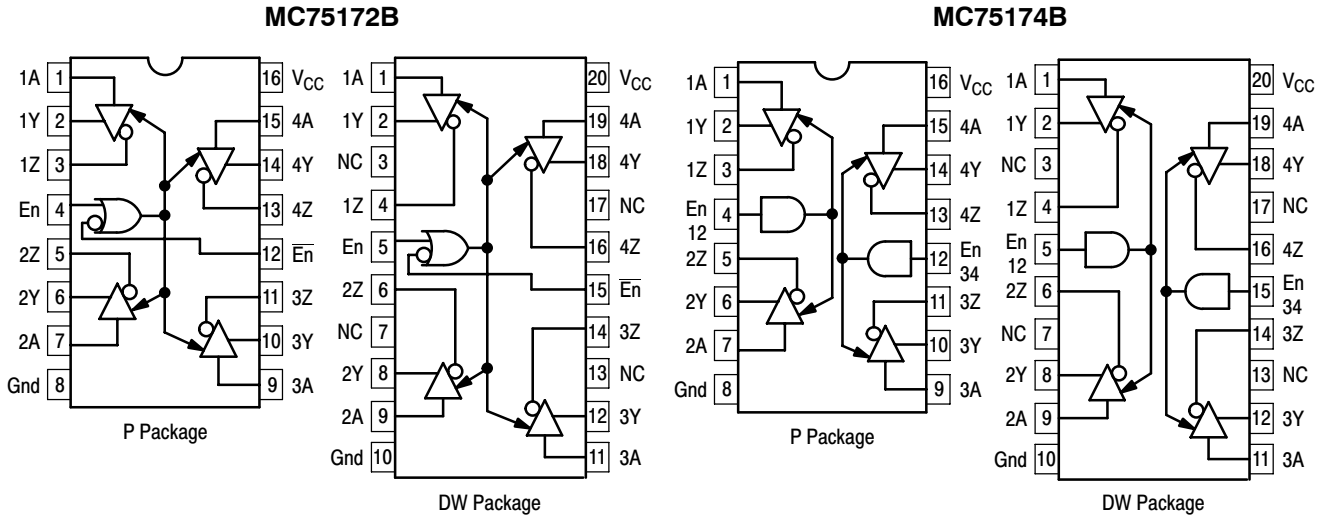 MC75172B
MC75174B
1A 1
1Y 2
1Z 3
En 4
2Z 5
2Y 6
2A 7
Gnd 8
16 VCC
15 4A
14 4Y
13 4Z
12 En
11 3Z
10 3Y
9 3A
P Package
1A 1
1Y 2
NC 3
1Z 4
En 5
2Z 6
NC 7
2Y 8
2A 9
Gnd 10
20 VCC
19 4A
18 4Y
17 NC
16 4Z
15 En
14 3Z
13 NC
12 3Y
11 3A
DW Package
1A 1
1Y 2
1Z 3
En 4
12
2Z 5
2Y 6
2A 7
Gnd 8
16 VCC
15 4A
14 4Y
13 4Z
12 En
34
11 3Z
10 3Y
9 3A
P Package
1A 1
1Y 2
NC 3
1Z 4
En 5
12
2Z 6
NC 7
2Y 8
2A 9
Gnd 10
20 VCC
19 4A
18 4Y
17 NC
16 4Z
15 En
34
14 3Z
13 NC
12 3Y
11 3A
DW Package